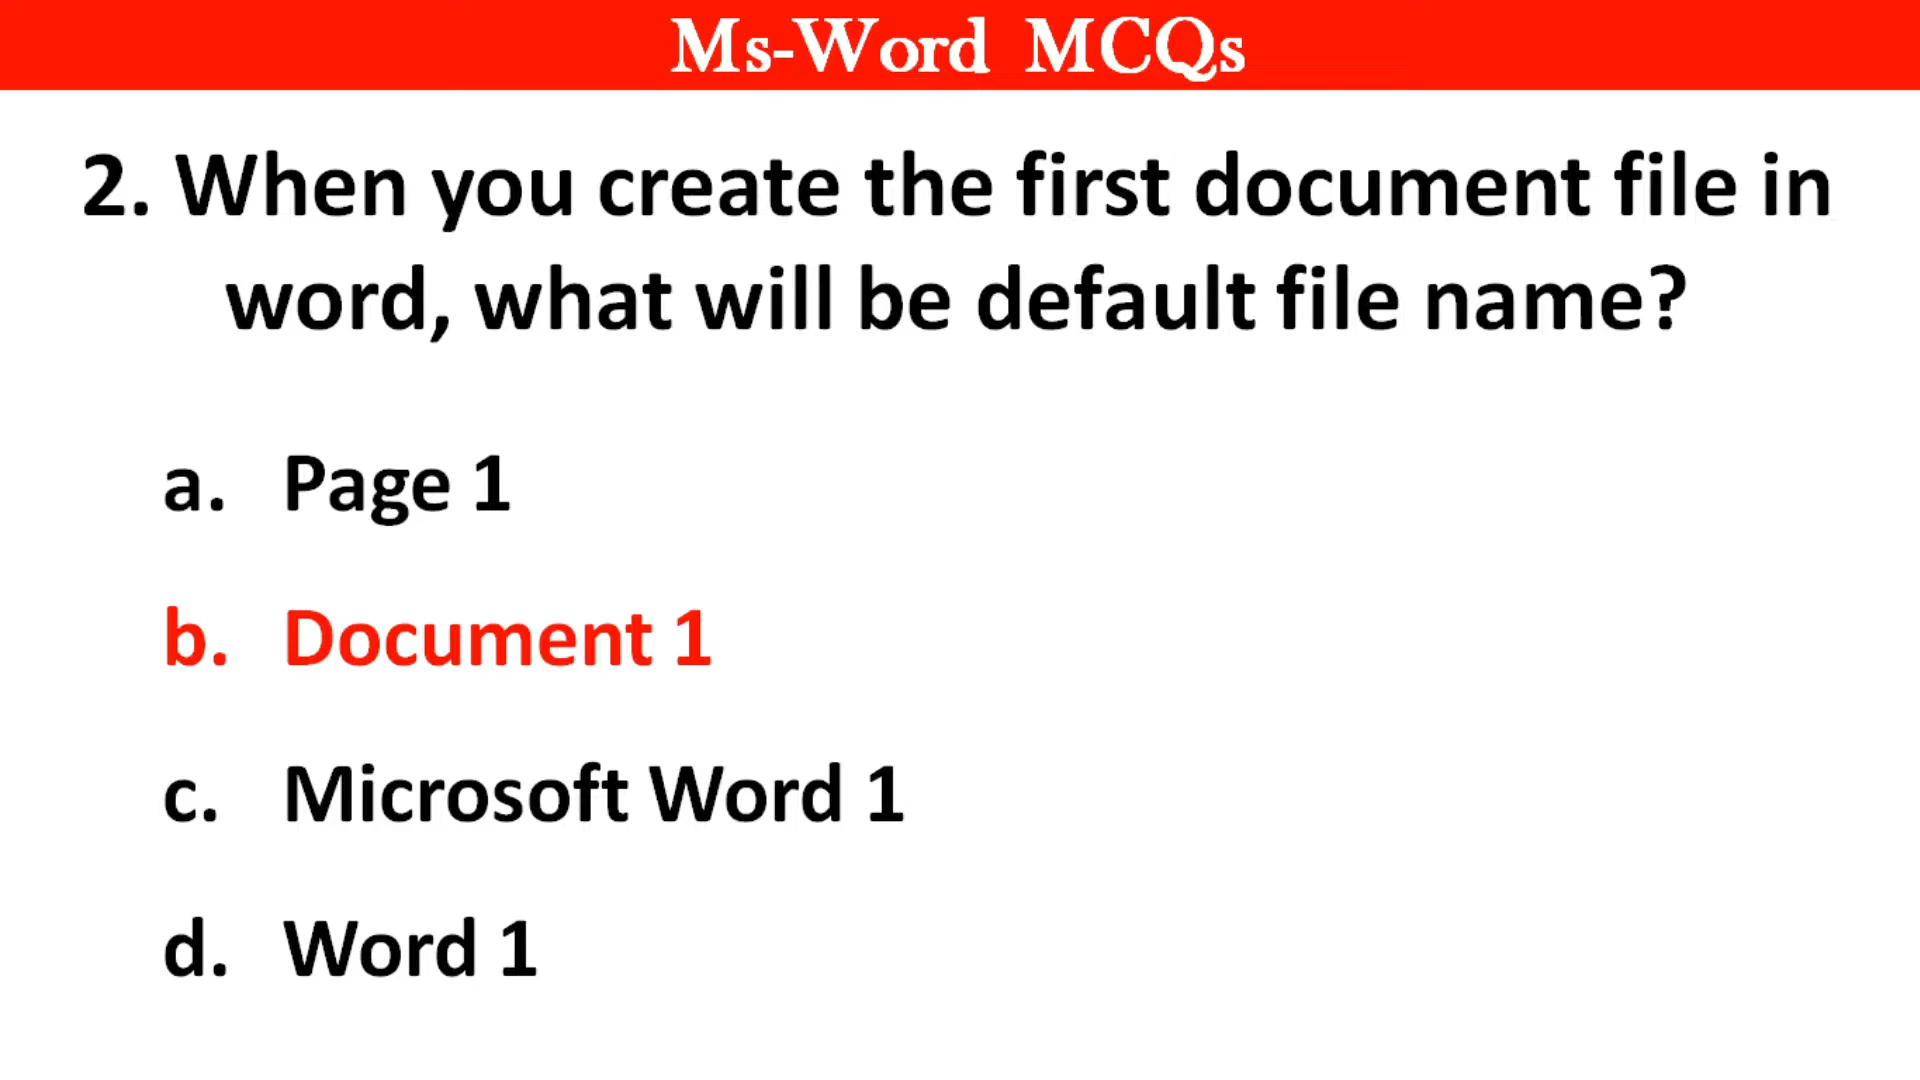 Ms-Word MCQs
2. When you create the first document file in
word, what will be default file name?
a. Page 1
b. Document 1
c. Microsoft Word 1
d. Word 1